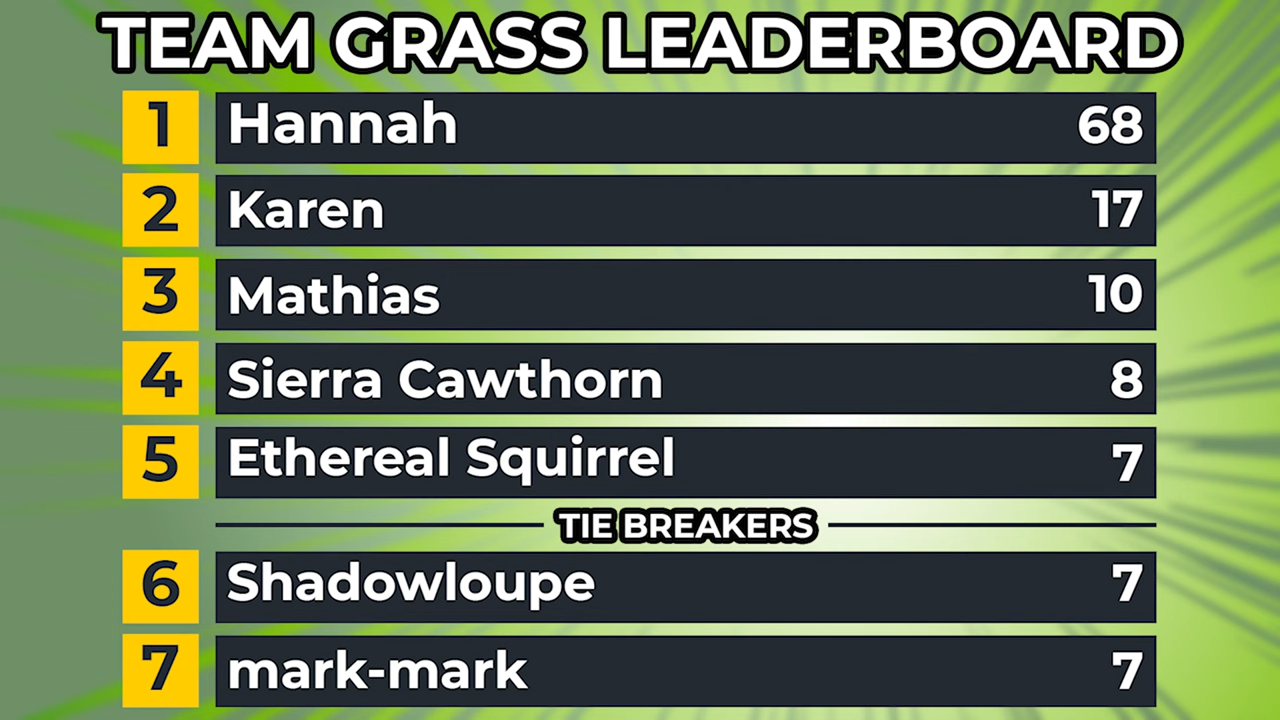 TEAM GRASS LEADERBOARD
1 Hannah 68
2 Karen 17
3 Mathias 10
4 Sierra Cawthorn 8
5 Ethereal Squirrel 7
TIE BREAKERS
6 Shadowloupe 7
7 mark-mark 7